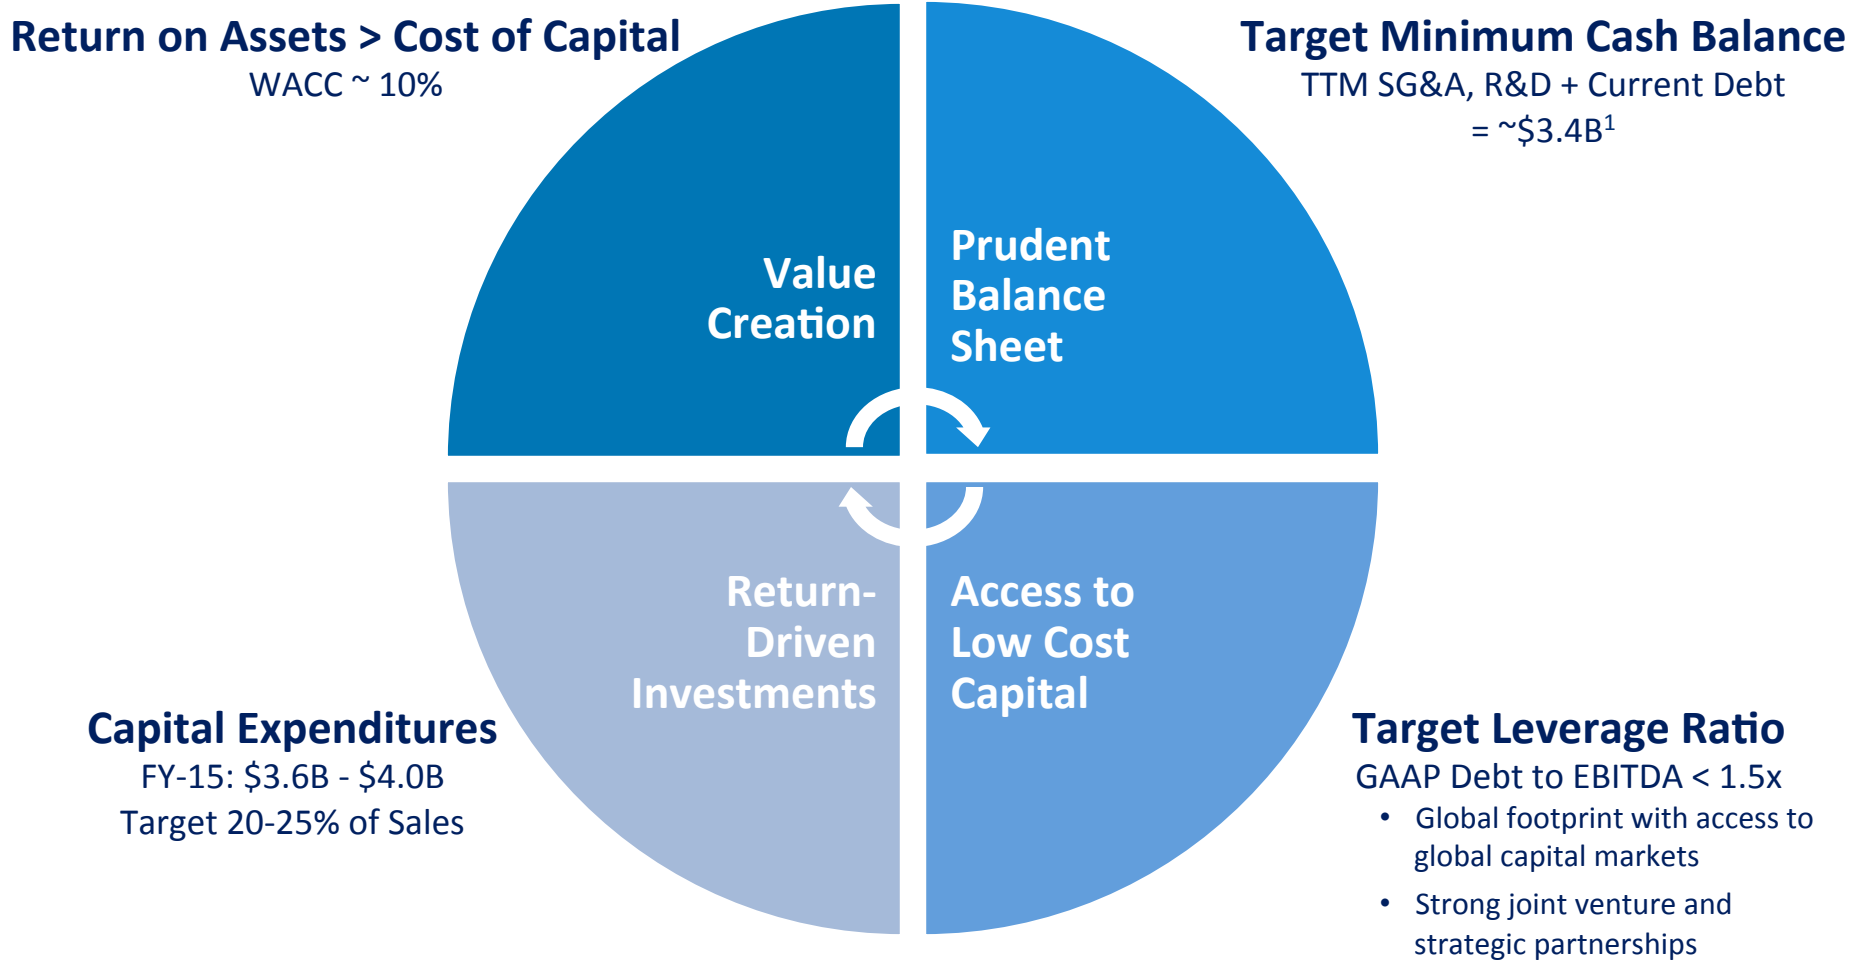 Return on Assets > Cost of Capital
WACC ~ 10%
Target Minimum Cash Balance
TTM SG&A, R&D + Current Debt
= ~$3.4B¹
Value
Creation
Prudent
Balance
Sheet
Return-
Driven
Investments
Access to
Low Cost
Capital
Capital Expenditures
FY-15: $3.6B - $4.0B
Target 20-25% of Sales
Target Leverage Ratio
GAAP Debt to EBITDA < 1.5x
• Global footprint with access to
global capital markets
• Strong joint venture and
strategic partnerships